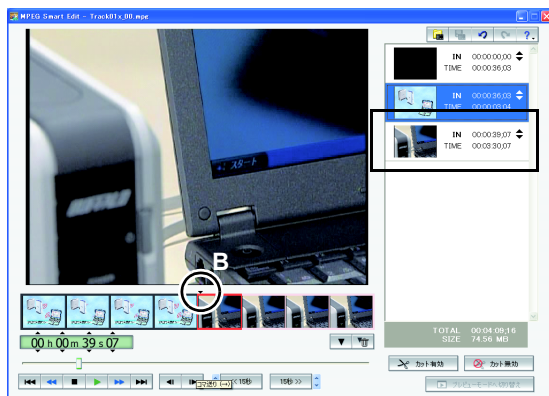 MPEG Smart Edit - Track01x_00.mpe
IN 00:00:00;00
TIME 00:00:36;03
IN 00:00:36;03
TIME 00:00:03;04
IN 00:00:39;07
TIME 00:03:30;07
スタート
B
00 h 00 m 39 s 07
TOTAL 00:04:09;16
SIZE 74.56 MB
カット有効
カット無効
コマ送り (→)
<< 15秒
15秒 >>
プレビューモードへ切り替え